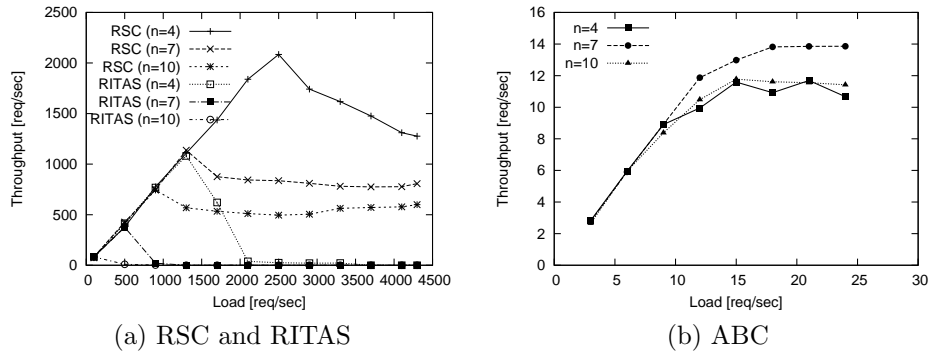 RSC (n=4)
RSC (n=7)
RSC (n=10)
RITAS (n=4)
RITAS (n=7)
RITAS (n=10)
Throughput [req/sec]
2500
2000
1500
1000
500
0
0 500 1000 1500 2000 2500 3000 3500 4000 4500
Load [req/sec]
(a) RSC and RITAS
n=4
n=7
n=10
Throughput [req/sec]
16
14
12
10
8
6
4
2
0
0 5 10 15 20 25 30
Load [req/sec]
(b) ABC